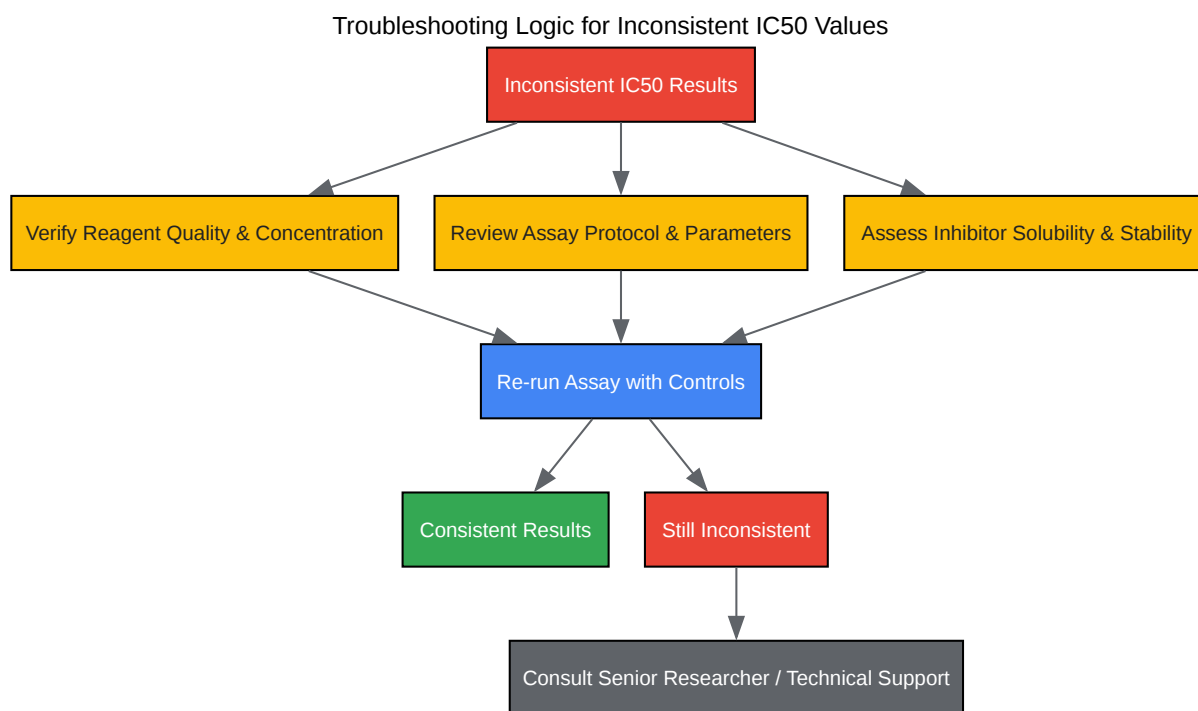 Troubleshooting Logic for Inconsistent IC50 Values
Inconsistent IC50 Results
Verify Reagent Quality & Concentration
Review Assay Protocol & Parameters
Assess Inhibitor Solubility & Stability
Re-run Assay with Controls
Consistent Results
Still Inconsistent
Consult Senior Researcher / Technical Support